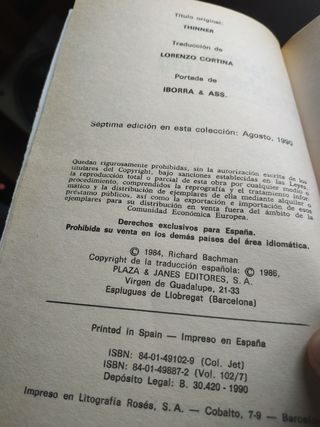 Título original:
THINNER
Traducción de
LORENZO CORTINA
Portada de
IBORRA & ASS.
Séptima edición en esta colección: Agosto, 1990
Quedan rigurosamente prohibidas, sin la autorización escrita de los
titulares del Copyright, bajo sanciones establecidas en las Leyes,
la reproducción total o parcial de esta obra por cualquier medio o
procedimiento, comprendidos la reprografía y el tratamiento infor
mático y la distribución de ejemplares de ella mediante alquiler o
préstamo públicos, así como la exportación e importación de esos
ejemplares para su distribución en venta fuera del ámbito de la
Comunidad Económica Europea.
Derechos exclusivos para España.
Prohibida su venta en los demás países del área idiomática.
© 1984, Richard Bachman
Copyright de la traducción española: © 1986,
PLAZA & JANES EDITORES, S. A.
Virgen de Guadalupe, 21-33
Esplugues de Llobregat (Barcelona)
Printed in Spain — Impreso en España
ISBN: 84-01-49102-9 (Col. Jet)
ISBN: 84-01-49887-2 (Vol. 102/7)
Depósito Legal: B. 30.420 - 1990
Impreso en Litografía Rosés, S. A. — Cobalto, 7-9 — Barcelon